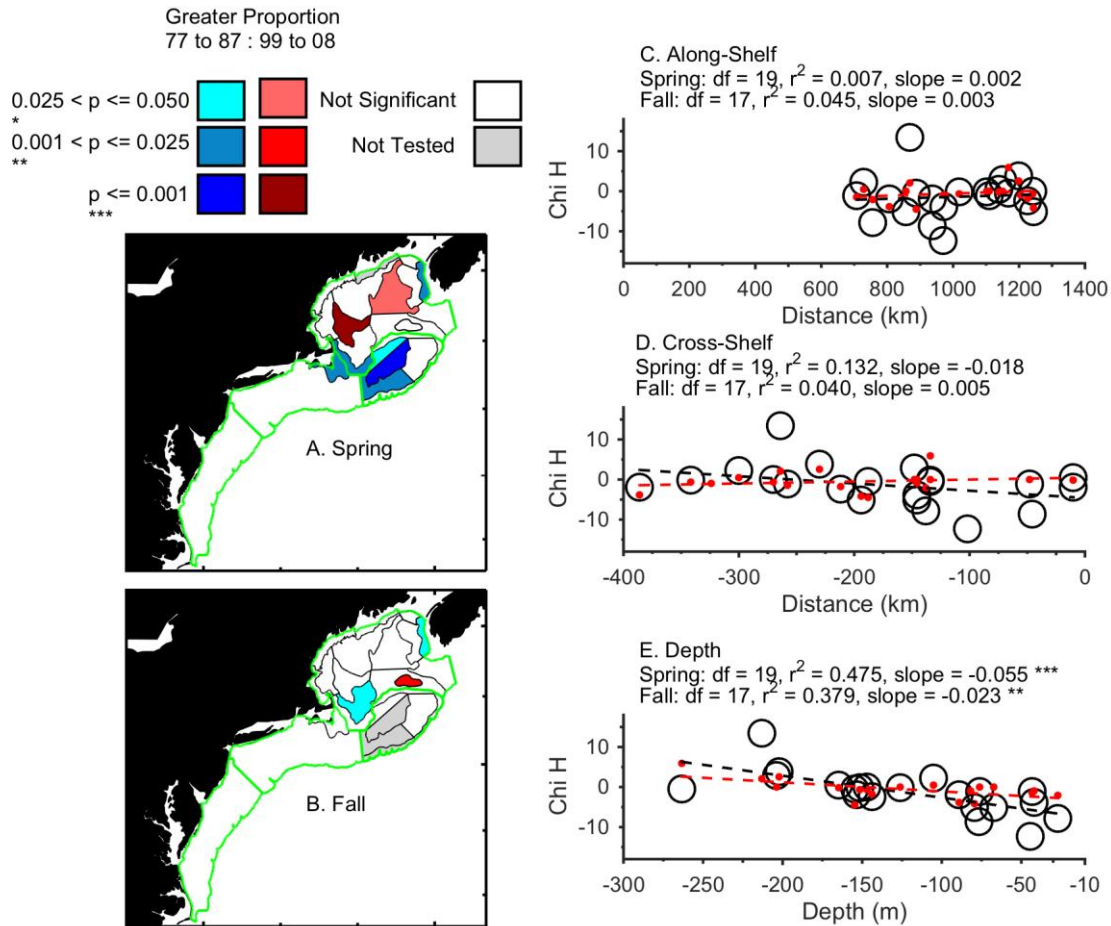 Greater Proportion
77 to 87 : 99 to 08
0.025 < p <= 0.050
*
Not Significant
0.001 < p <= 0.025
**
Not Tested
p <= 0.001
***
A. Spring
B. Fall
C. Along-Shelf
Spring: df = 19, r² = 0.007, slope = 0.002
Fall: df = 17, r² = 0.045, slope = 0.003
Chi H
10
0
-10
0 200 400 600 800 1000 1200 1400
Distance (km)
D. Cross-Shelf
Spring: df = 19, r² = 0.132, slope = -0.018
Fall: df = 17, r² = 0.040, slope = 0.005
Chi H
10
0
-10
-400 -300 -200 -100 0
Distance (km)
E. Depth
Spring: df = 19, r² = 0.475, slope = -0.055 ***
Fall: df = 17, r² = 0.379, slope = -0.023 **
Chi H
10
0
-10
-300 -250 -200 -150 -100 -50 -10
Depth (m)